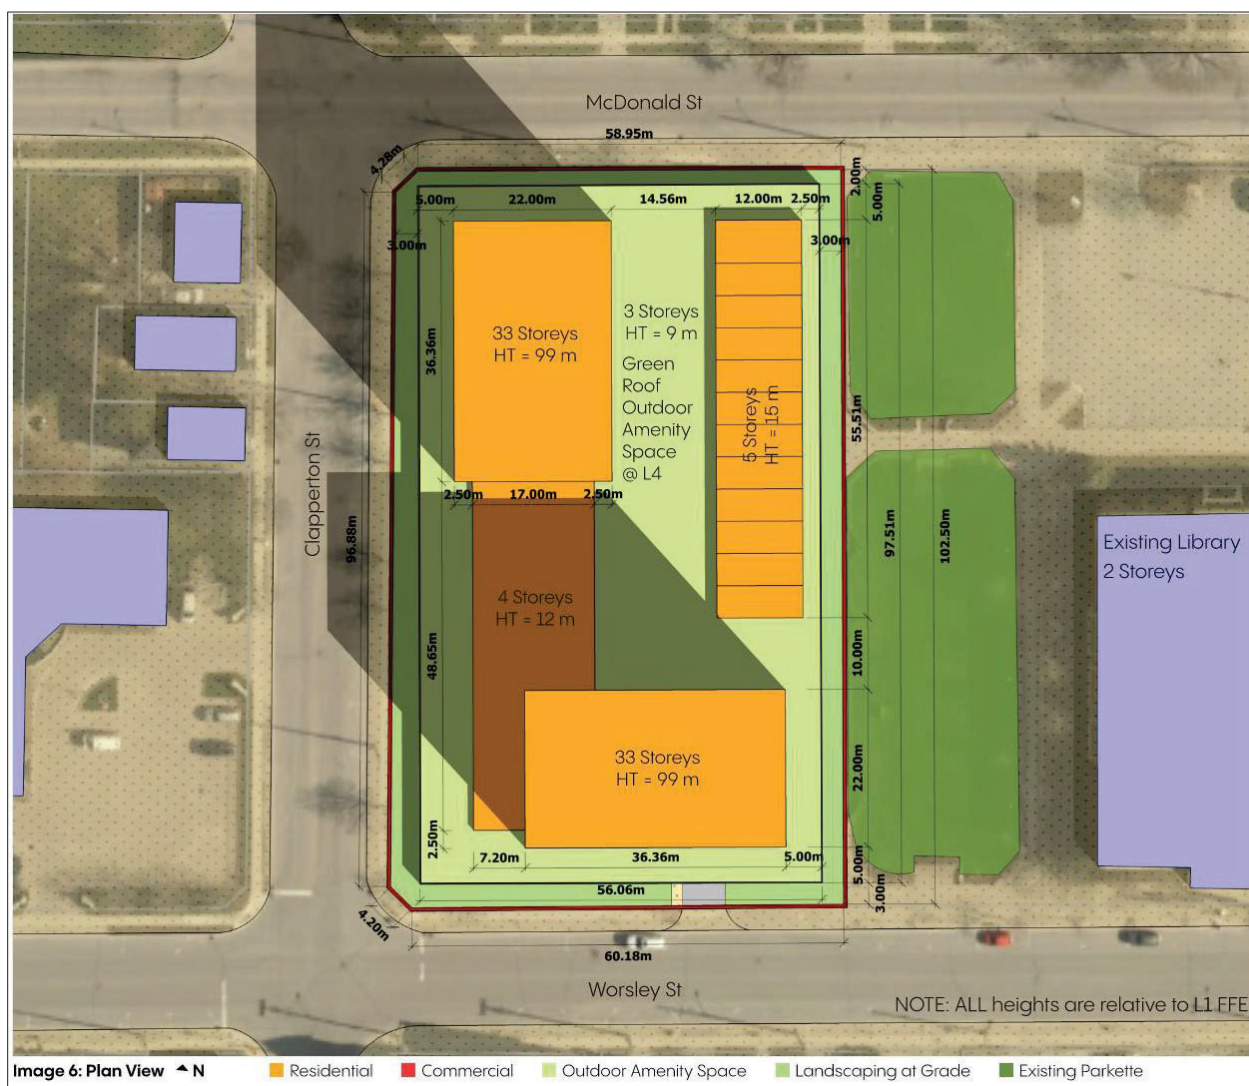 McDonald St
58.95m
4.28m
2.00m
5.00m
22.00m
14.56m
12.00m
2.50m
5.00m
3.00m
3.00m
3 Storeys
HT = 9 m
33 Storeys
HT = 99 m
36.36m
Green
Roof
Outdoor
Amenity
Space
@ L4
5 Storeys
HT = 15 m
55.51m
Clapperton St
2.50m
17.00m
2.50m
96.88m
97.51m
102.50m
Existing Library
2 Storeys
4 Storeys
HT = 12 m
48.65m
10.00m
33 Storeys
HT = 99 m
22.00m
2.50m
7.20m
36.36m
5.00m
5.00m
56.06m
3.00m
4.20m
60.18m
Worsley St
NOTE: ALL heights are relative to L1 FFE
Image 6: Plan View N
Residential
Commercial
Outdoor Amenity Space
Landscaping at Grade
Existing Parkette